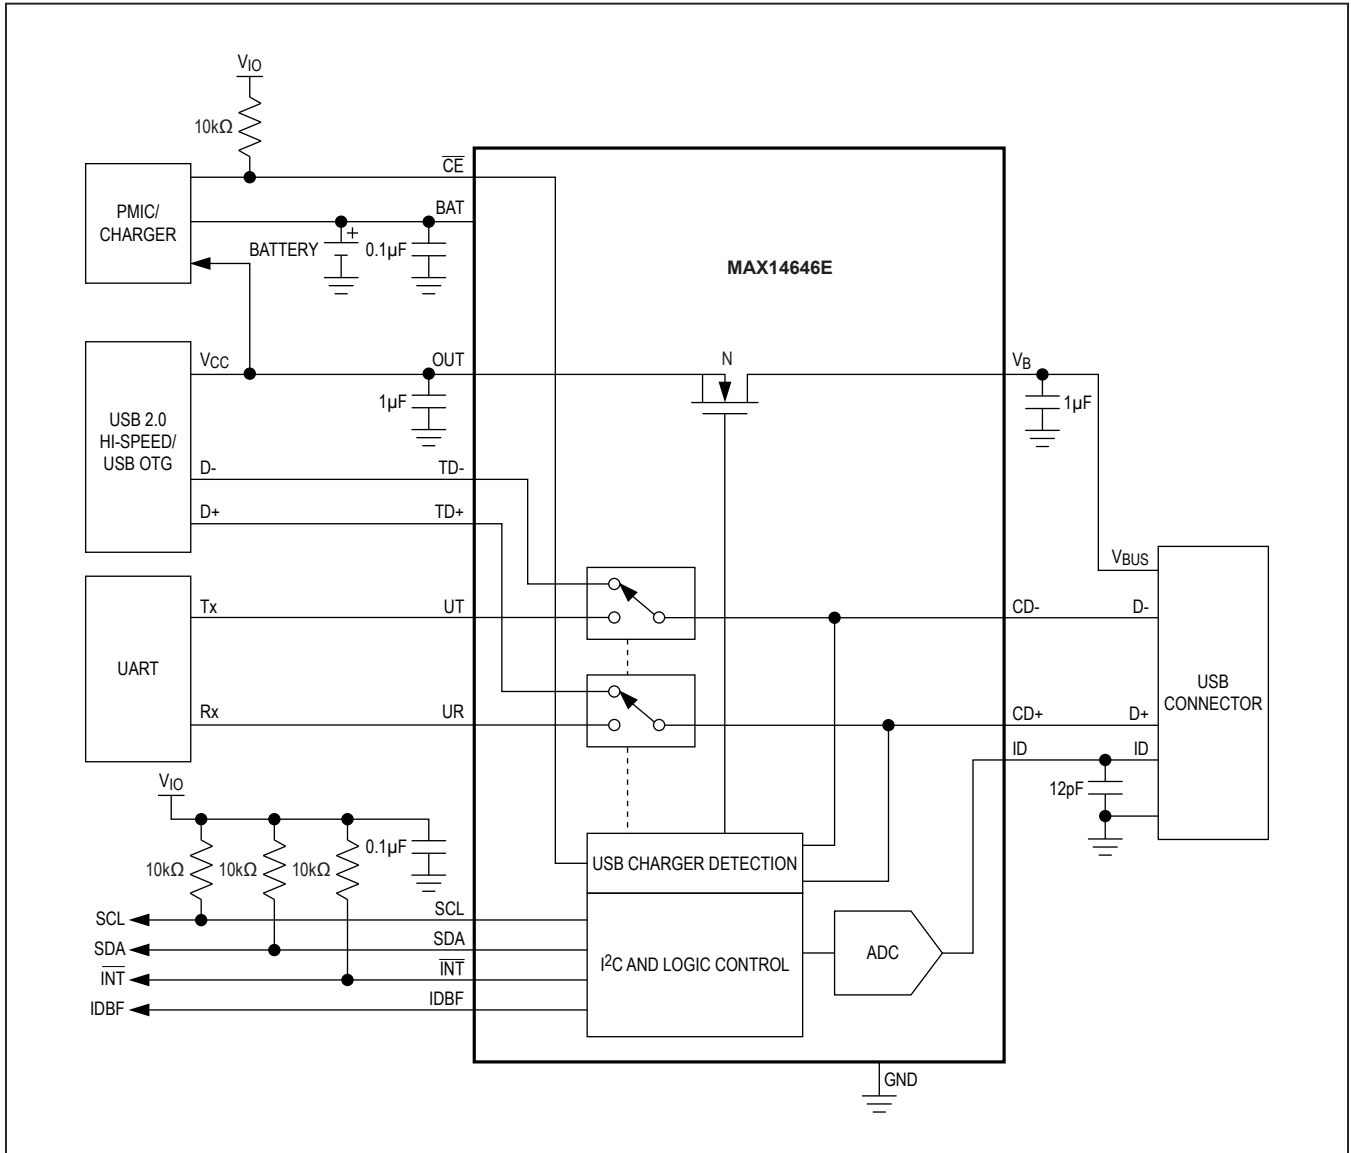 VIO
10kΩ
CE
PMIC/
CHARGER
BAT
BATTERY
+
0.1µF
MAX14646E
VCC
OUT
N
VB
1µF
1µF
USB 2.0
HI-SPEED/
USB OTG
D-
TD-
D+
TD+
VBUS
UART
Tx
UT
CD-
D-
USB
CONNECTOR
Rx
UR
CD+
D+
ID
ID
12pF
VIO
10kΩ
10kΩ
10kΩ
0.1µF
USB CHARGER DETECTION
SCL
SCL
SDA
SDA
INT
INT
IDBF
IDBF
I2C AND LOGIC CONTROL
ADC
GND